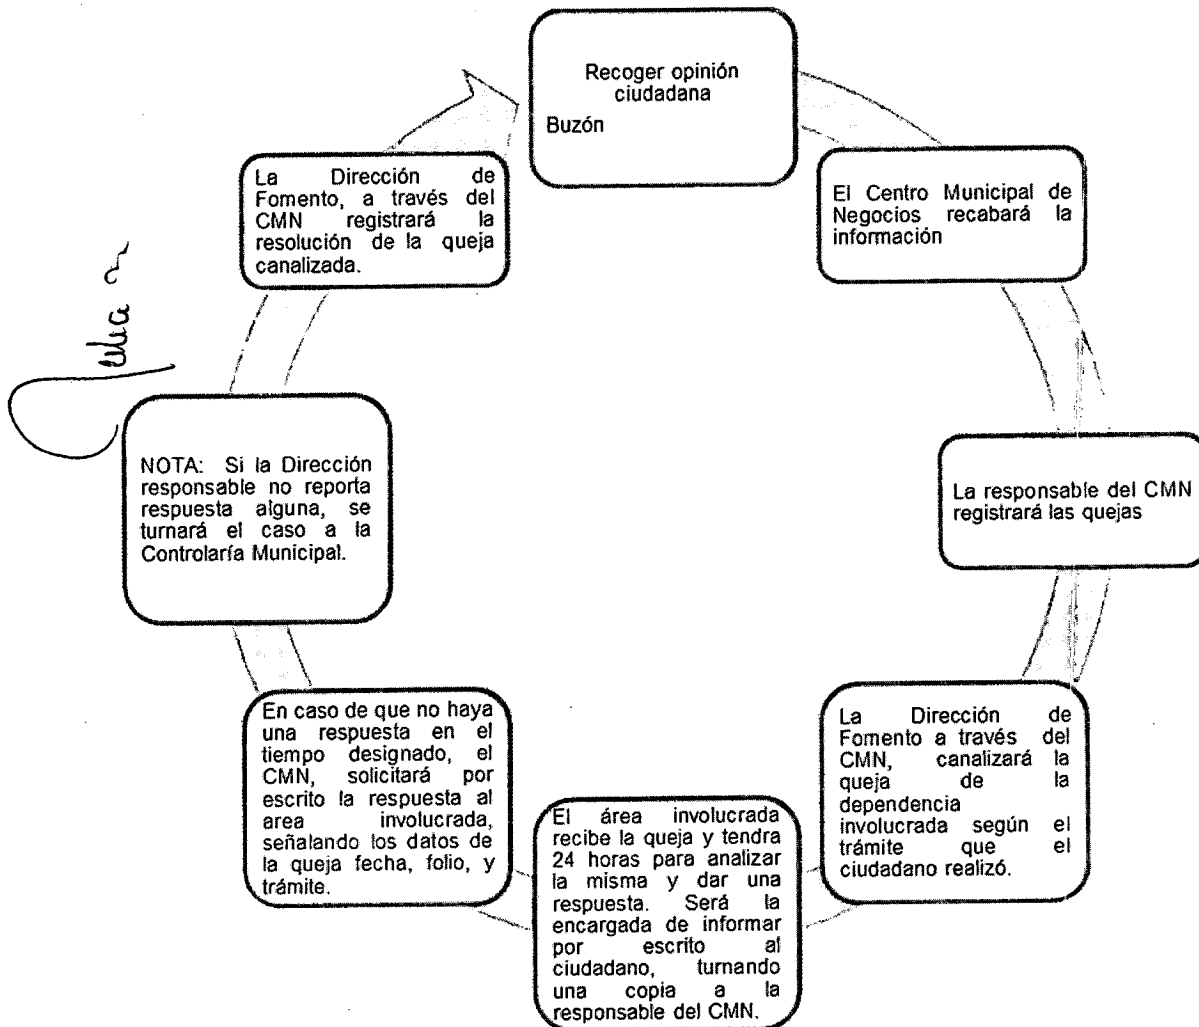 Recoger opinión
ciudadana
Buzón
El Centro Municipal de
Negocios recabará la
información
La responsable del CMN
registrará las quejas
La Dirección de
Fomento a través del
CMN, canalizará la
queja de la
dependencia
involucrada según el
trámite que el
ciudadano realizó.
El área involucrada
recibe la queja y tendra
24 horas para analizar
la misma y dar una
respuesta. Será la
encargada de informar
por escrito al
ciudadano, turnando
una copia a la
responsable del CMN.
En caso de que no haya
una respuesta en el
tiempo designado, el
CMN, solicitará por
escrito la respuesta al
area involucrada,
señalando los datos de
la queja fecha, folio, y
trámite.
NOTA: Si la Dirección
responsable no reporta
respuesta alguna, se
turnará el caso a la
Controlaría Municipal.
La Dirección de
Fomento, a través del
CMN registrará la
resolución de la queja
canalizada.